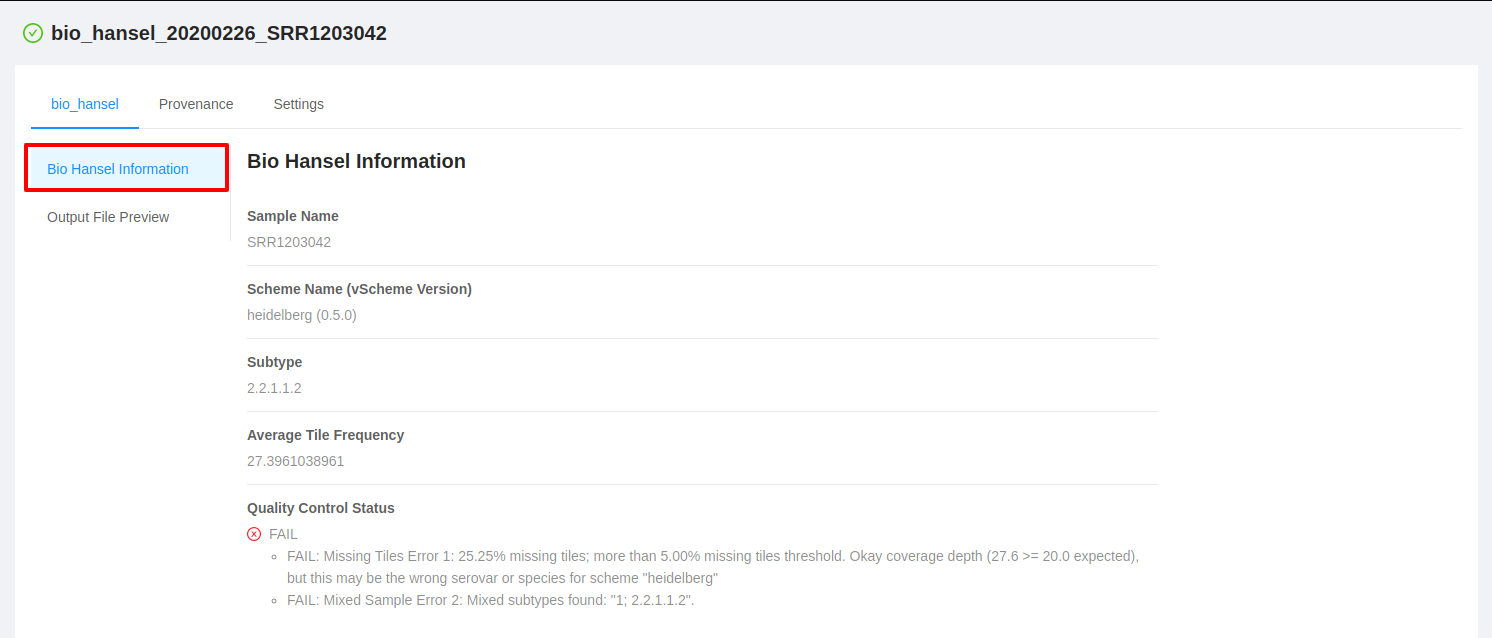 bio_hansel_20200226_SRR1203042
bio_hansel Provenance Settings
Bio Hansel Information
Output File Preview
Bio Hansel Information
Sample Name
SRR1203042
Scheme Name (vScheme Version)
heidelberg (0.5.0)
Subtype
2.2.1.1.2
Average Tile Frequency
27.3961038961
Quality Control Status
FAIL
FAIL: Missing Tiles Error 1: 25.25% missing tiles; more than 5.00% missing tiles threshold. Okay coverage depth (27.6 >= 20.0 expected),
but this may be the wrong serovar or species for scheme "heidelberg"
FAIL: Mixed Sample Error 2: Mixed subtypes found: "1; 2.2.1.1.2".